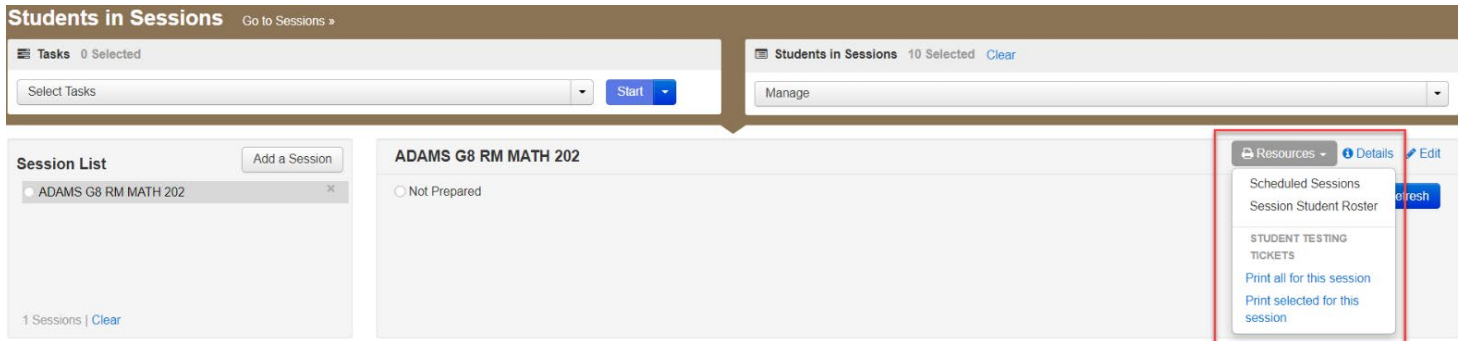 Students in Sessions Go to Sessions »
Tasks 0 Selected
Students in Sessions 10 Selected Clear
Select Tasks
Start
Manage
Session List
Add a Session
ADAMS G8 RM MATH 202
1 Sessions | Clear
ADAMS G8 RM MATH 202
Resources
Details
Edit
Not Prepared
Scheduled Sessions
Session Student Roster
STUDENT TESTING
TICKETS
Print all for this session
Print selected for this
session
efresh